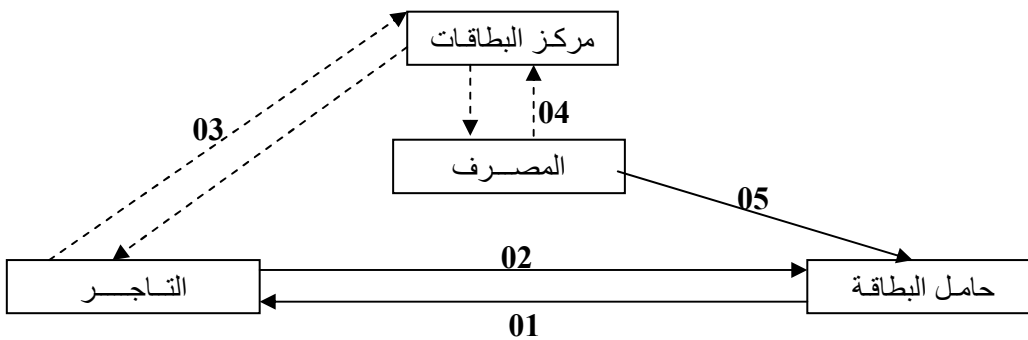 مركز البطاقات
03
04
المصرف
05
02
التاجر
حامل البطاقة
01